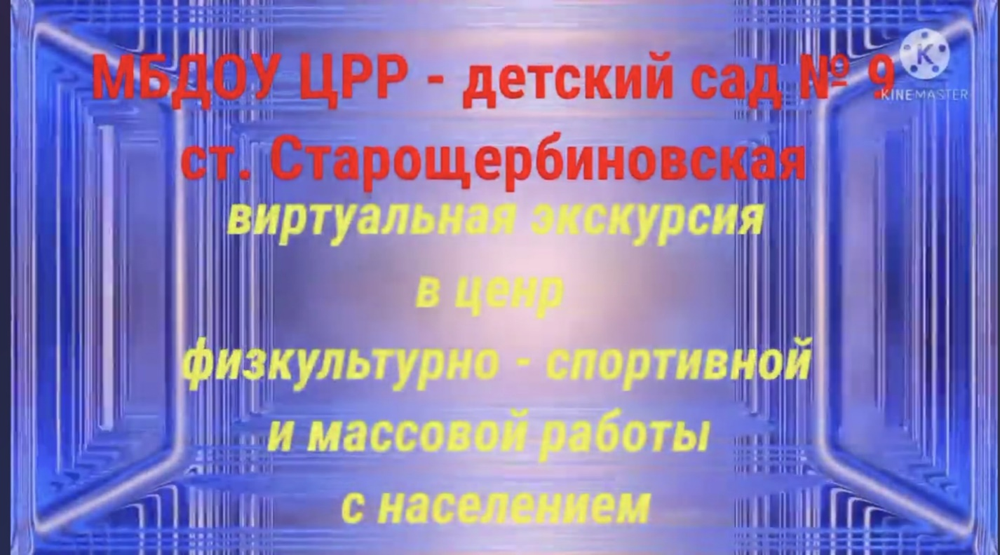 МБДОУ ЦРР - детский сад № 9
KINEMASTER
ст. Старощербиновская
виртуальная экскурсия
в ценр
физкультурно - спортивной
и массовой работы
с населением